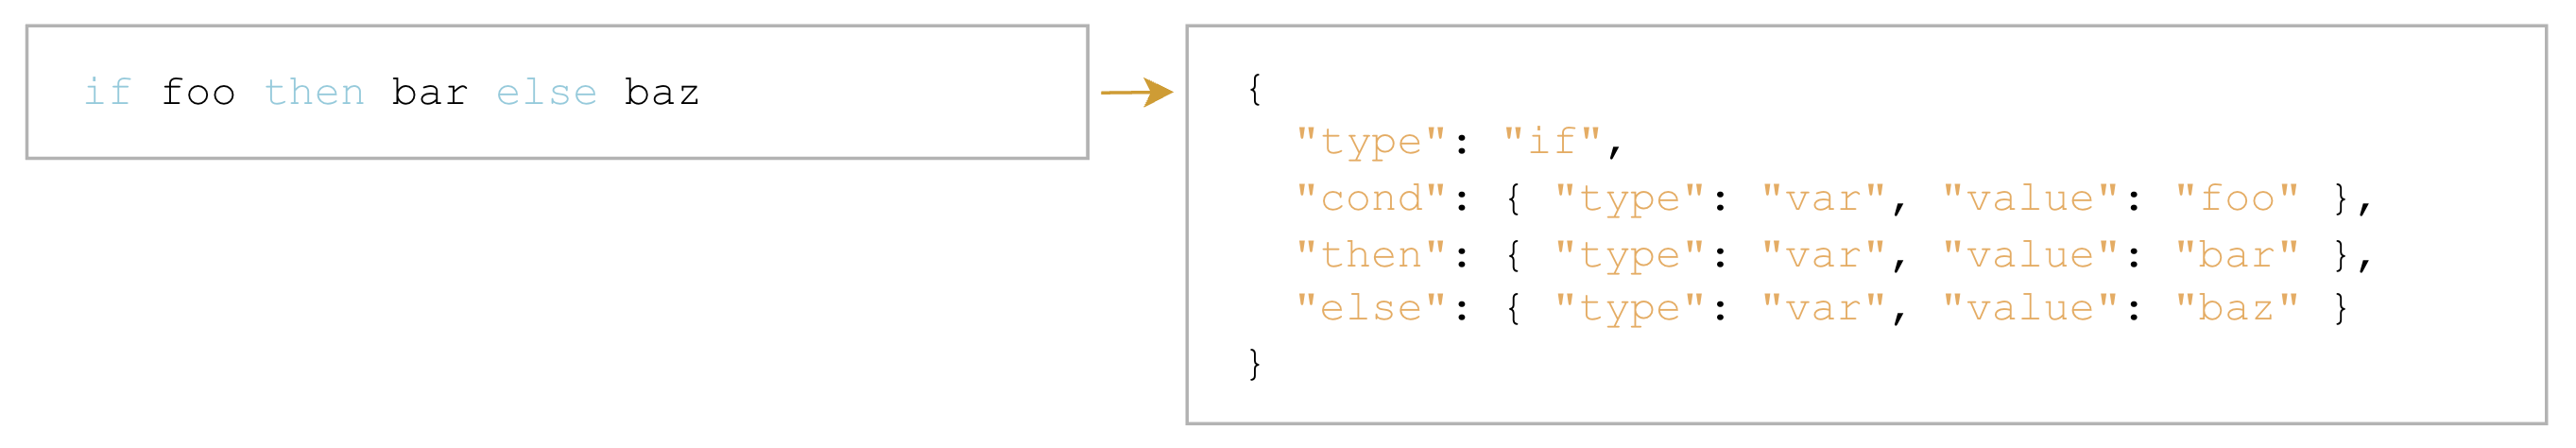 if foo then bar else baz
{
  "type": "if",
  "cond": { "type": "var", "value": "foo" },
  "then": { "type": "var", "value": "bar" },
  "else": { "type": "var", "value": "baz" }
}